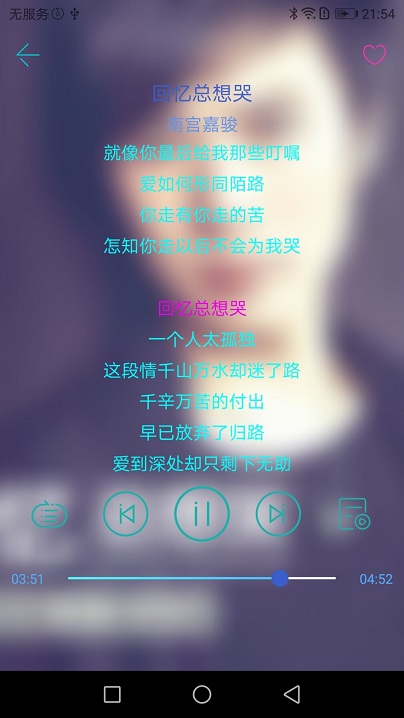 无服务 21:54
回忆总想哭
南宫嘉骏
就像你最后给我那些叮嘱
爱如何形同陌路
你走有你走的苦
怎知你走以后不会为我哭
回忆总想哭
一个人太孤独
这段情千山万水却迷了路
千辛万苦的付出
早已放弃了归路
爱到深处却只剩下无助
03:51 04:52